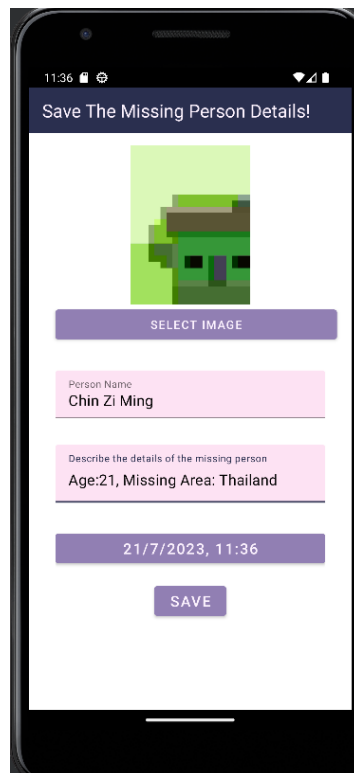 11:36
Save The Missing Person Details!
SELECT IMAGE
Person Name
Chin Zi Ming
Describe the details of the missing person
Age:21, Missing Area: Thailand
21/7/2023, 11:36
SAVE